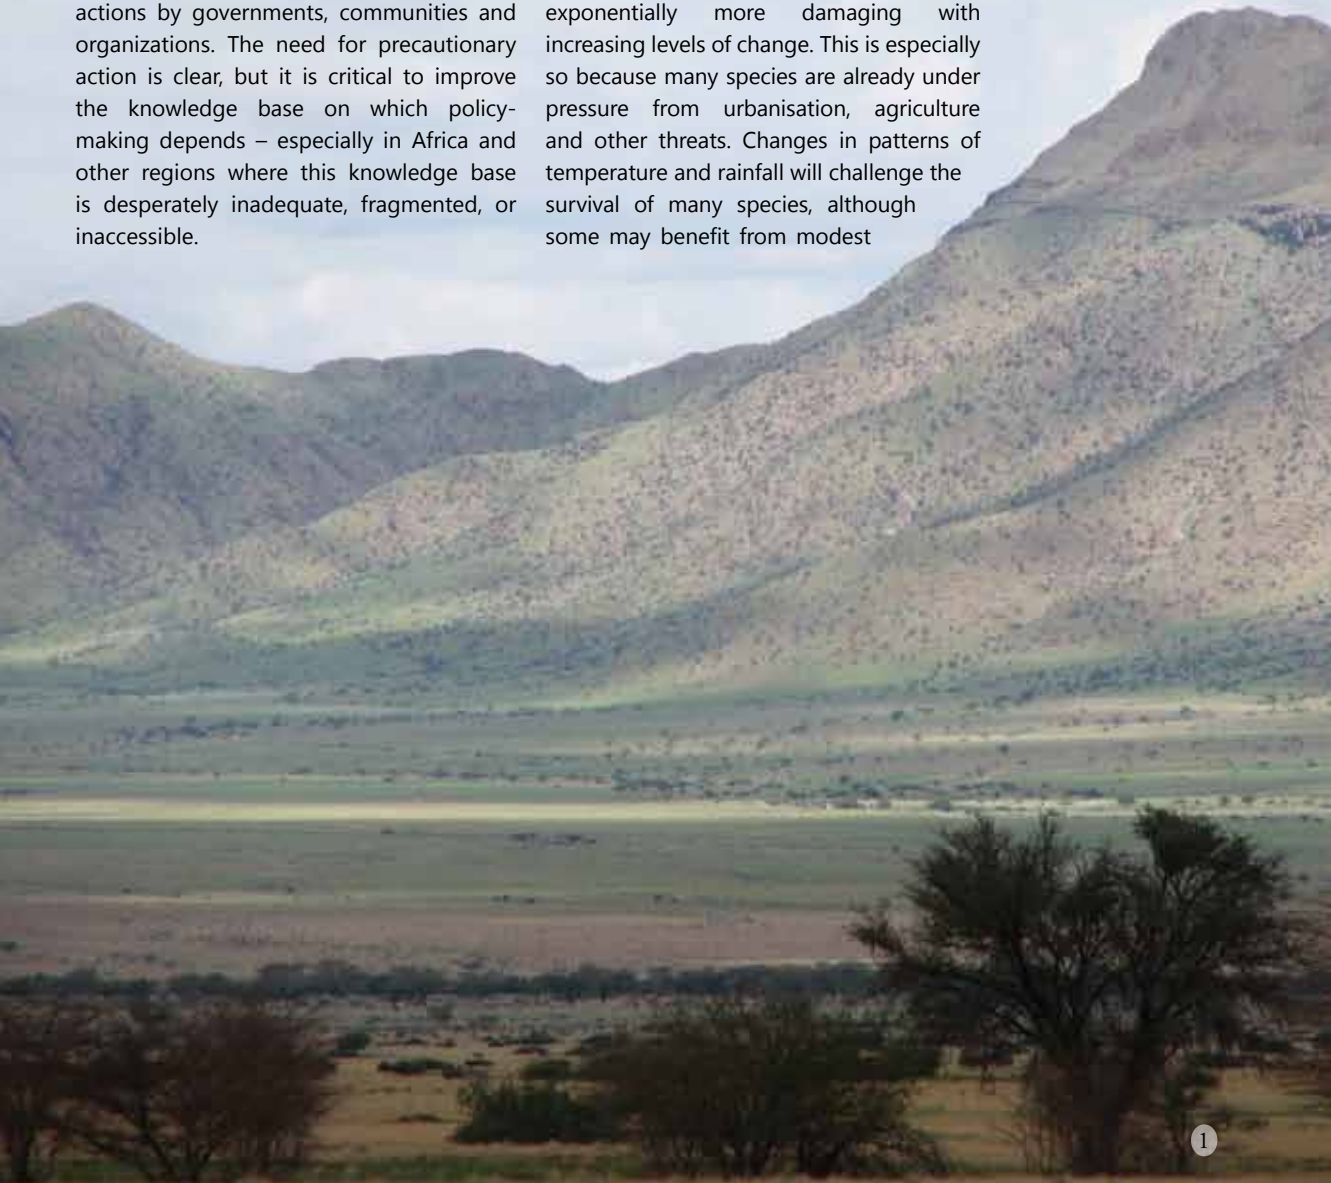 actions by governments, communities and
organizations. The need for precautionary
action is clear, but it is critical to improve
the knowledge base on which policy-
making depends – especially in Africa and
other regions where this knowledge base
is desperately inadequate, fragmented, or
inaccessible.
exponentially more damaging with
increasing levels of change. This is especially
so because many species are already under
pressure from urbanisation, agriculture
and other threats. Changes in patterns of
temperature and rainfall will challenge the
survival of many species, although
some may benefit from modest
1